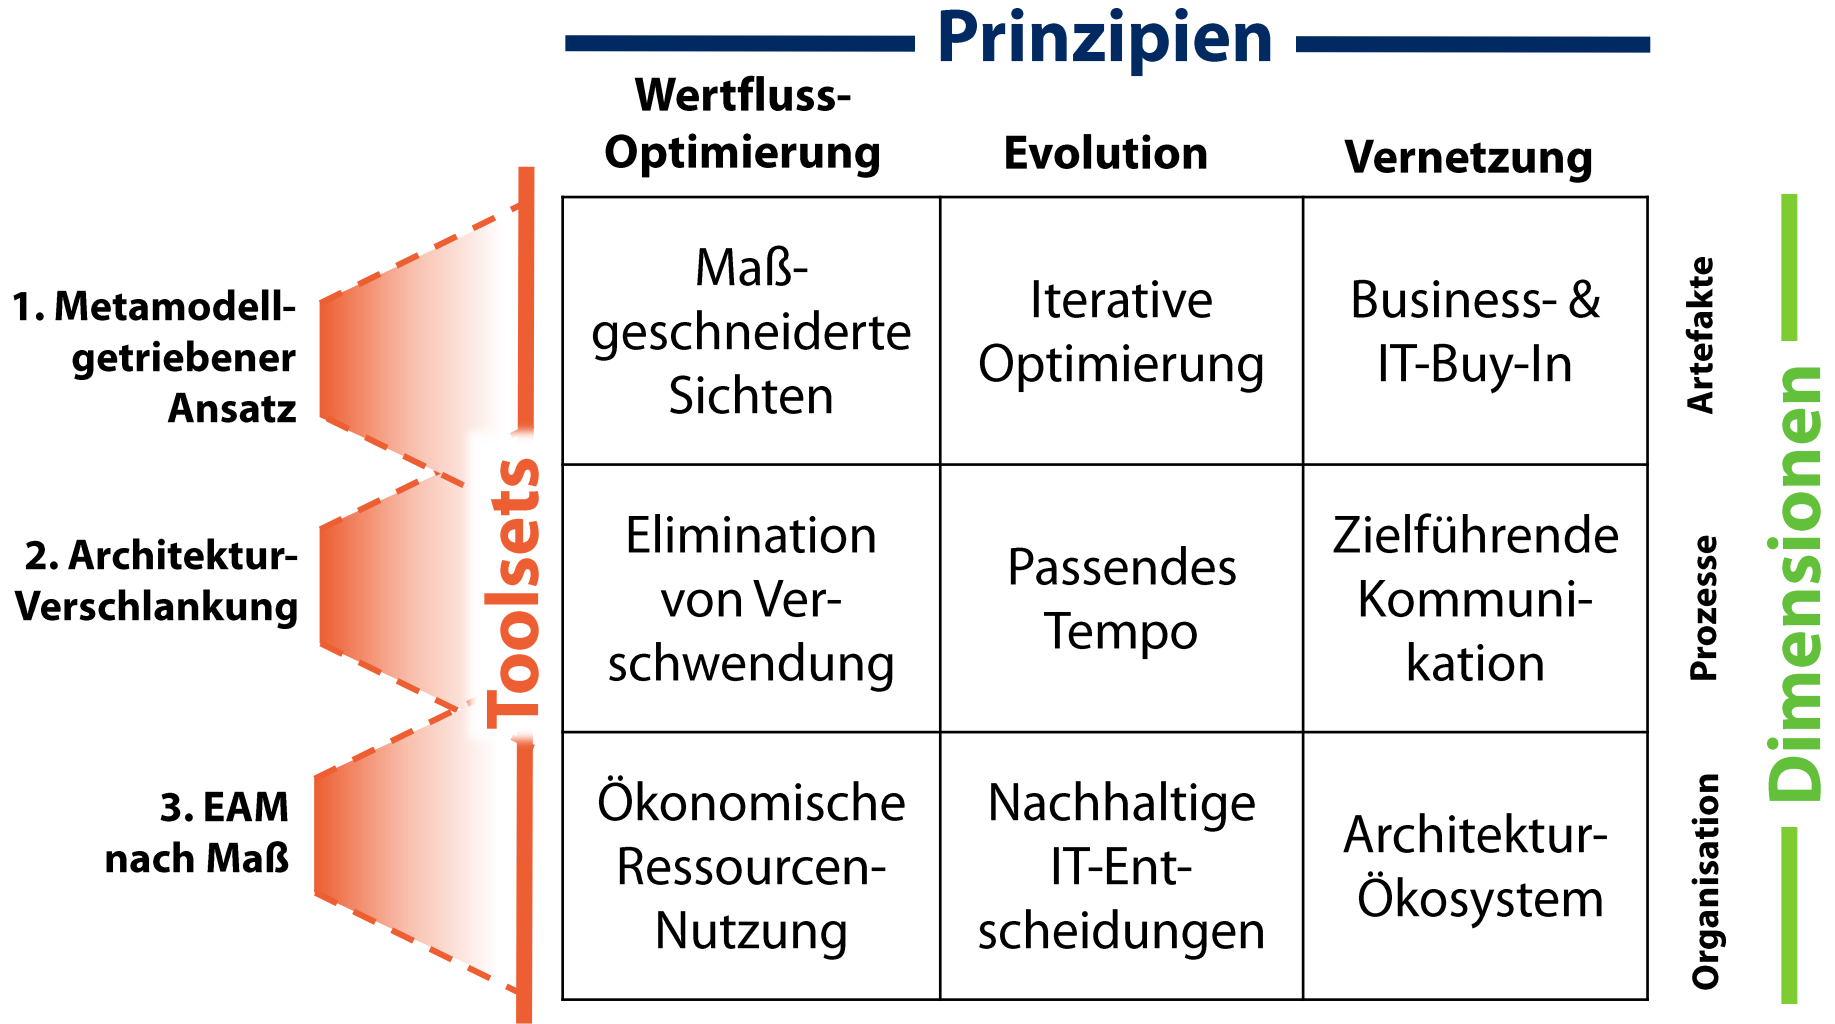 Prinzipien
Wertfluss-
Optimierung
Evolution
Vernetzung
1. Metamodell-
getriebener
Ansatz
2. Architektur-
Verschlankung
3. EAM
nach Maß
Toolsets
Maß-
geschneiderte
Sichten
Iterative
Optimierung
Business- &
IT-Buy-In
Artefakte
Elimination
von Ver-
schwendung
Passendes
Tempo
Zielführende
Kommuni-
kation
Prozesse
Ökonomische
Ressourcen-
Nutzung
Nachhaltige
IT-Ent-
scheidungen
Architektur-
Ökosystem
Organisation
Dimensionen